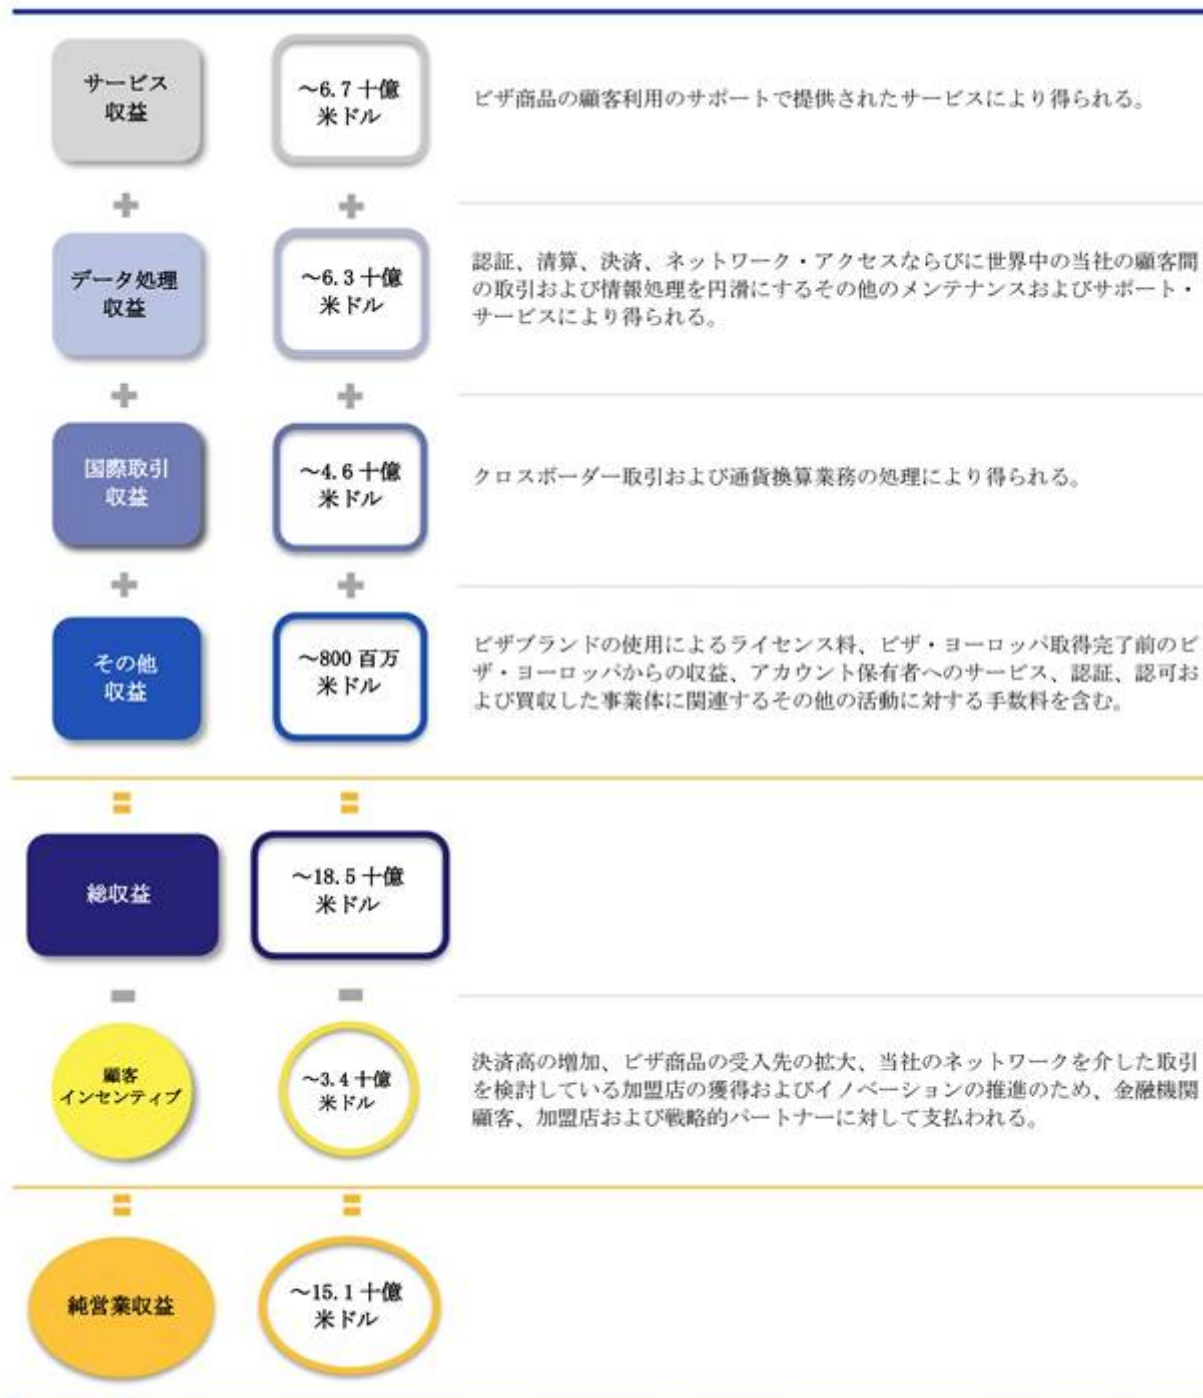 サービス
収益
～6.7 十億
米ドル
ビザ商品の顧客利用のサポートで提供されたサービスにより得られる。
データ処理
収益
～6.3 十億
米ドル
認証、清算、決済、ネットワーク・アクセスならびに世界中の当社の顧客間
の取引および情報処理を円滑にするその他のメンテナンスおよびサポート・
サービスにより得られる。
国際取引
収益
～4.6 十億
米ドル
クロスボーダー取引および通貨換算業務の処理により得られる。
その他
収益
～800 百万
米ドル
ビザブランドの使用によるライセンス料、ビザ・ヨーロッパ取得完了前のビ
ザ・ヨーロッパからの収益、アカウント保有者へのサービス、認証、認可お
よび買収した事業体に関連するその他の活動に対する手数料を含む。
総収益
～18.5 十億
米ドル
顧客
インセンティブ
～3.4 十億
米ドル
決済高の増加、ビザ商品の受入先の拡大、当社のネットワークを介した取引
を検討している加盟店の獲得およびイノベーションの推進のため、金融機関
顧客、加盟店および戦略的パートナーに対して支払われる。
純営業収益
～15.1 十億
米ドル